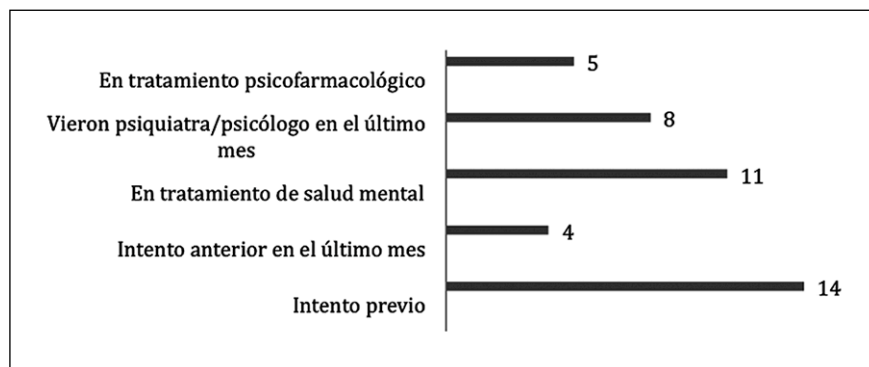 En tratamiento psicofarmacológico
5
Vieron psiquiatra/psicólogo en el último
mes
8
En tratamiento de salud mental
11
Intento anterior en el último mes
4
Intento previo
14